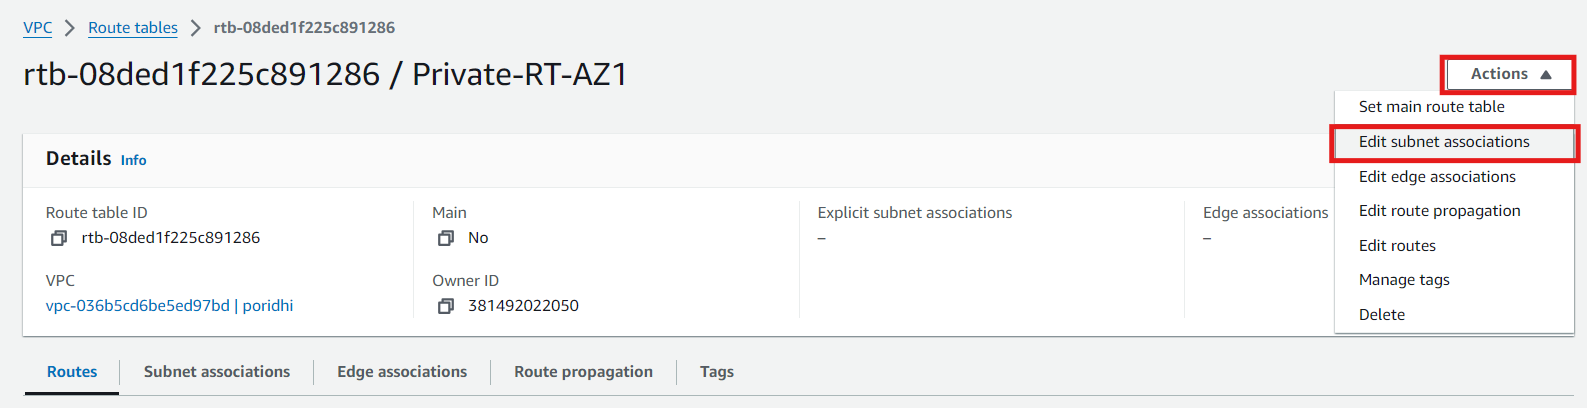 VPC > Route tables > rtb-08ded1f225c891286
rtb-08ded1f225c891286 / Private-RT-AZ1
Actions
Set main route table
Edit subnet associations
Edit edge associations
Edit route propagation
Edit routes
Manage tags
Delete
Details Info
Route table ID
rtb-08ded1f225c891286
Main
No
Explicit subnet associations
–
Edge associations
–
VPC
vpc-036b5cd6be5ed97bd | poridhi
Owner ID
381492022050
Routes
Subnet associations
Edge associations
Route propagation
Tags